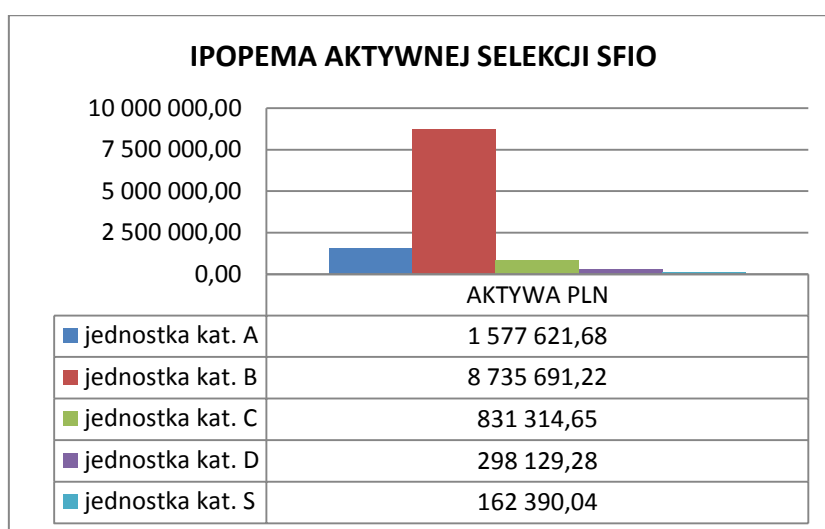 IPOPEMA AKTYWNEJ SELEKCJI SFIO
10 000 000,00
7 500 000,00
5 000 000,00
2 500 000,00
0,00
AKTYWA PLN
jednostka kat. A 1 577 621,68
jednostka kat. B 8 735 691,22
jednostka kat. C 831 314,65
jednostka kat. D 298 129,28
jednostka kat. S 162 390,04